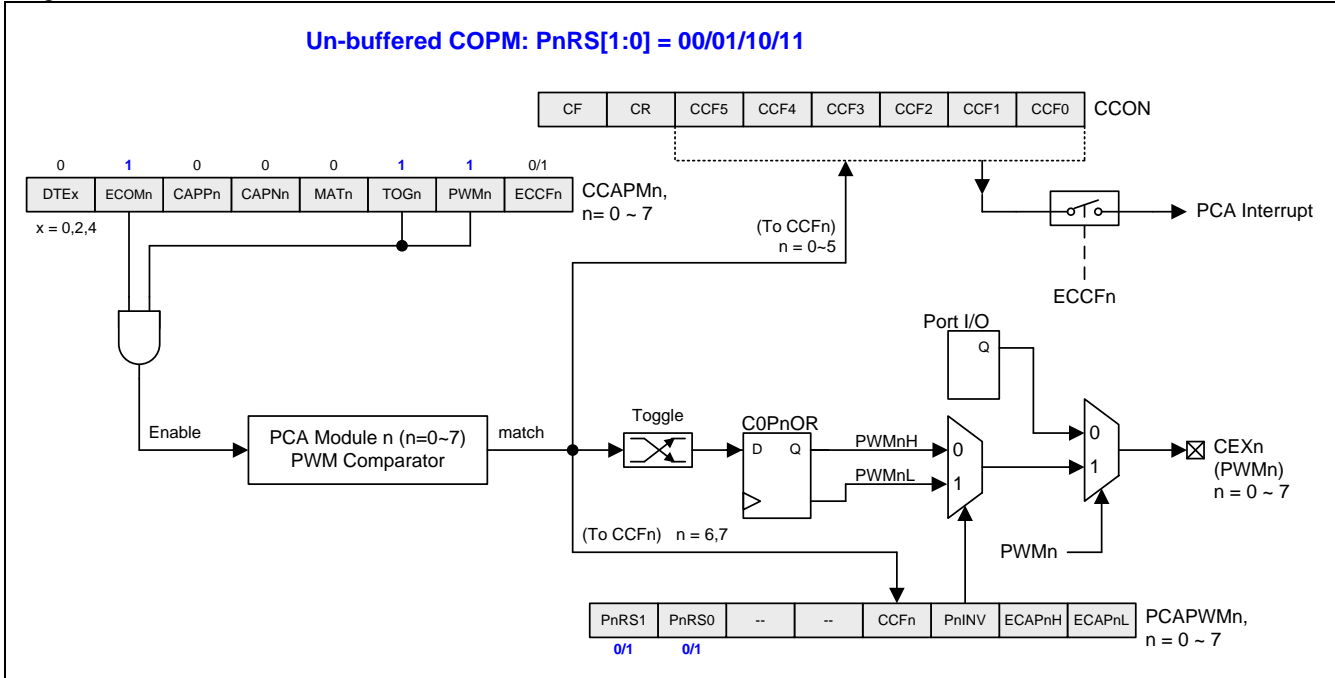 Un-buffered COPM: PnRS[1:0] = 00/01/10/11
CF CR CCF5 CCF4 CCF3 CCF2 CCF1 CCF0 CCON
0 1 0 0 0 1 1 0/1
DTEx ECOMn CAPPn CAPNn MATn TOGn PWMn ECCFn CCAPMn,
n= 0 ~ 7
x = 0,2,4
PCA Interrupt
(To CCFn)
n = 0~5
ECCFn
Port I/O
Q
Toggle
C0PnOR
Enable
PCA Module n (n=0~7)
PWM Comparator
match
D Q
PWMnH
PWMnL
0
1
0
1
CEXn
(PWMn)
n = 0 ~ 7
(To CCFn) n = 6,7
PWMn
PnRS1 PnRS0 -- -- CCFn PnINV ECAPnH ECAPnL PCAPWMn,
n = 0 ~ 7
0/1 0/1